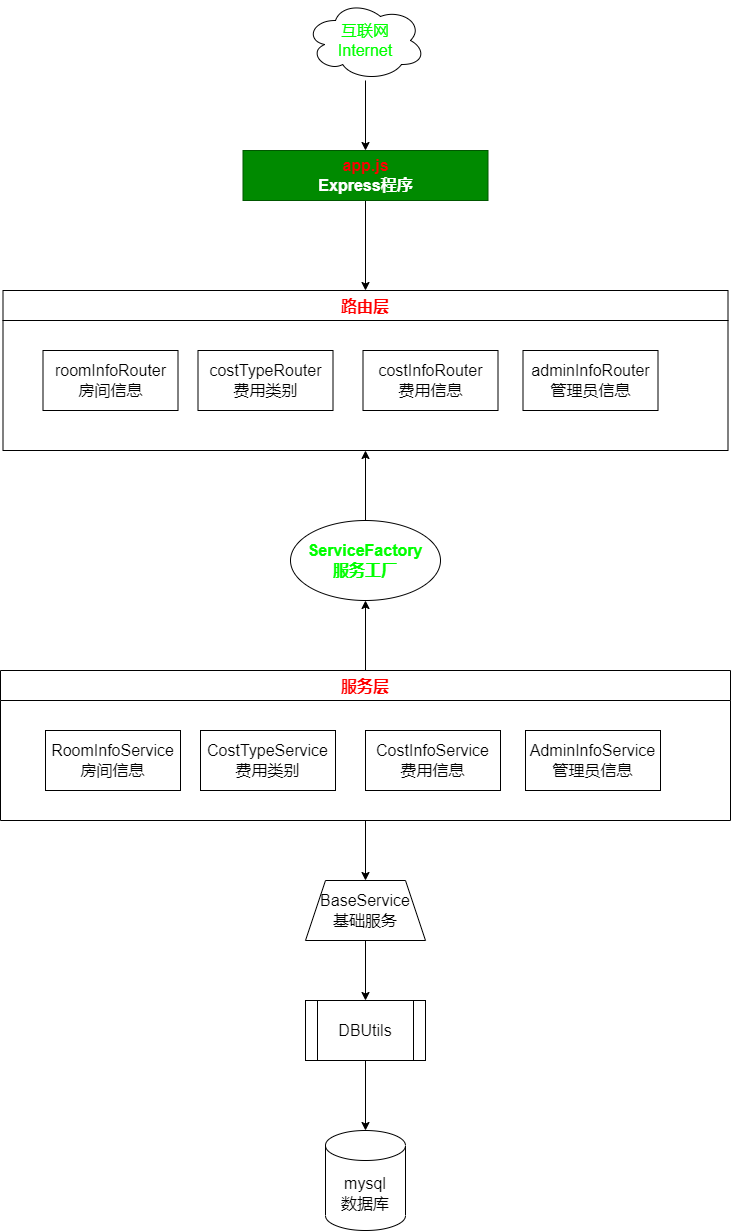 互联网
Internet
app.js
Express程序
路由层
roomInfoRouter
房间信息
costTypeRouter
费用类别
costInfoRouter
费用信息
adminInfoRouter
管理员信息
ServiceFactory
服务工厂
服务层
RoomInfoService
房间信息
CostTypeService
费用类别
CostInfoService
费用信息
AdminInfoService
管理员信息
BaseService
基础服务
DBUtils
mysql
数据库